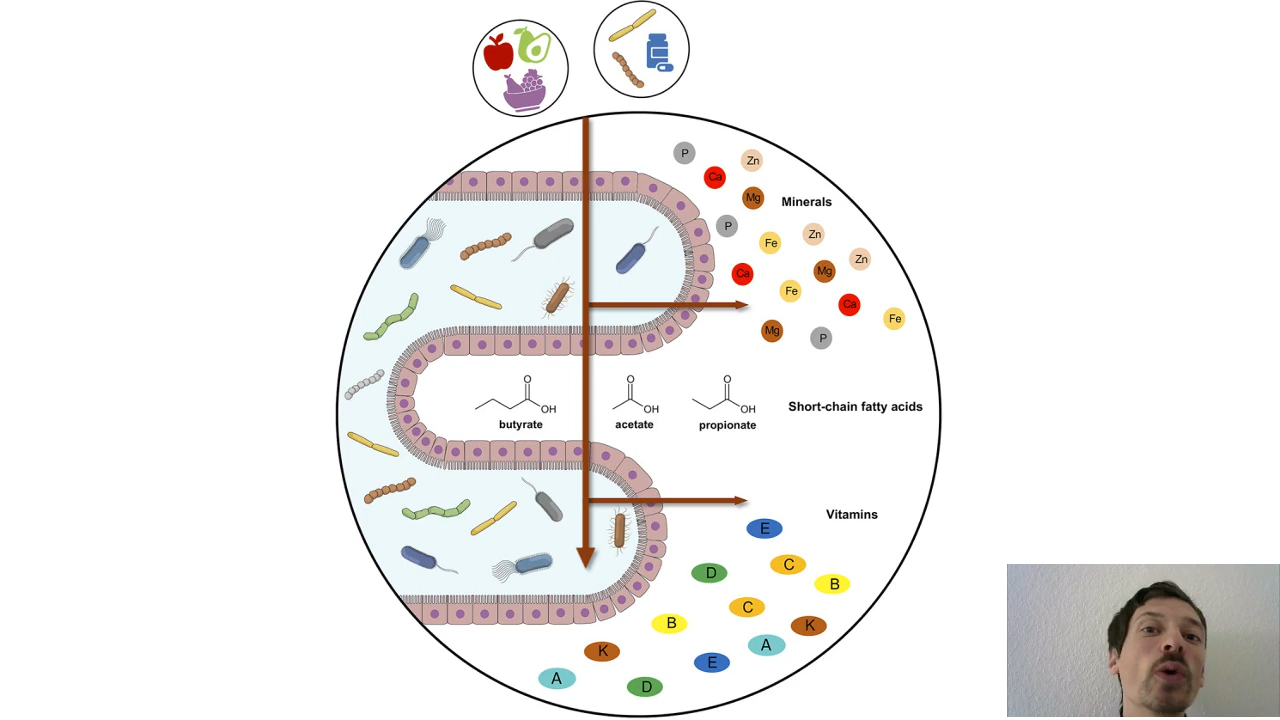 P
Zn
Ca
Mg
Minerals
P
Fe
Zn
Zn
Ca
Mg
Fe
Ca
Fe
Mg
P
O
OH
butyrate
O
OH
acetate
O
OH
propionate
Short-chain fatty acids
Vitamins
E
C
D
B
C
B
K
A
K
E
A
D